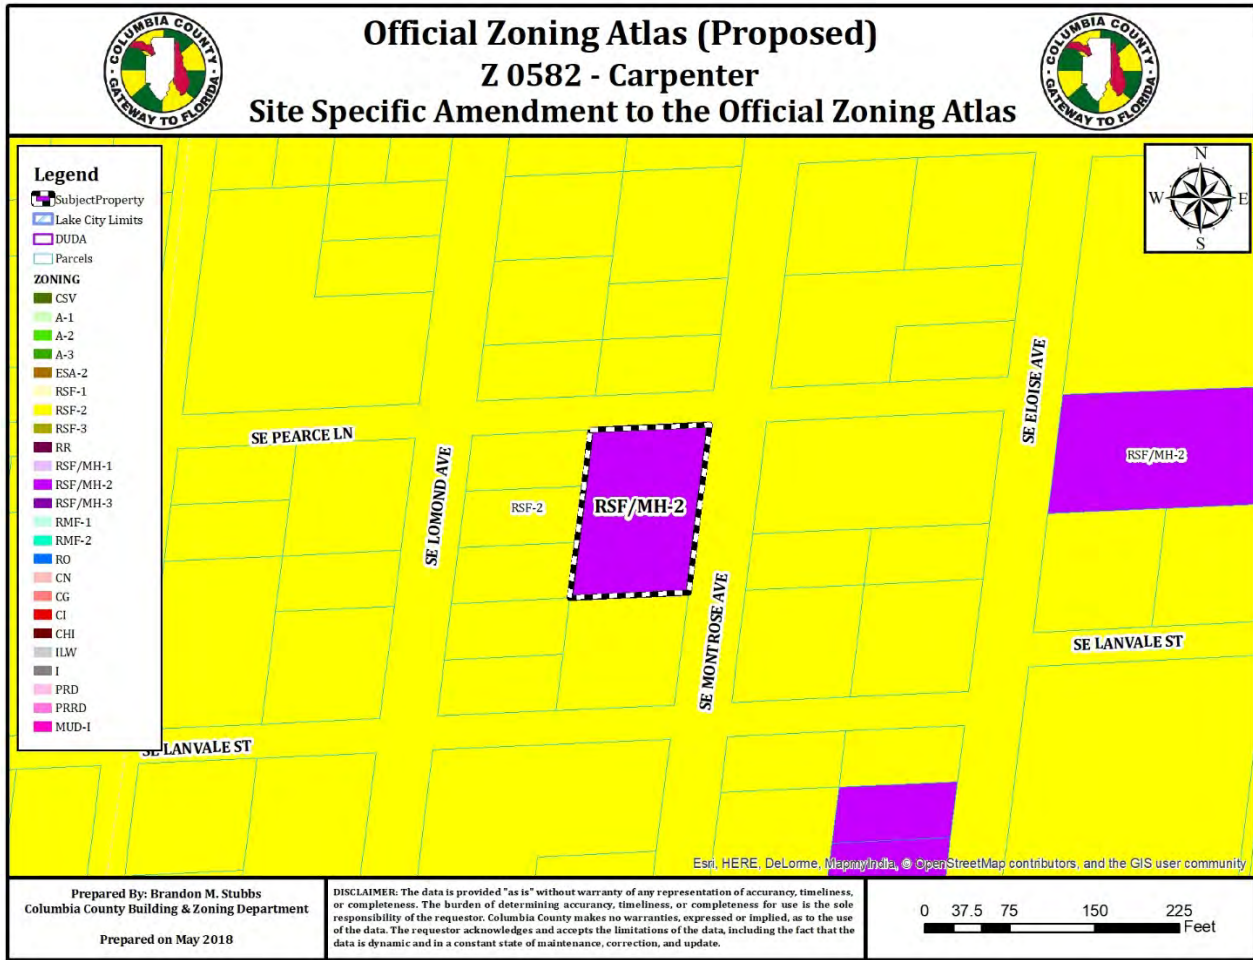 Official Zoning Atlas (Proposed)
Z 0582 - Carpenter
Site Specific Amendment to the Official Zoning Atlas
COLUMBIA COUNTY
GATEWAY TO FLORIDA
COLUMBIA COUNTY
GATEWAY TO FLORIDA
Legend
SubjectProperty
Lake City Limits
DUDA
Parcels
ZONING
CSV
A-1
A-2
A-3
ESA-2
RSF-1
RSF-2
RSF-3
RR
RSF/MH-1
RSF/MH-2
RSF/MH-3
RMF-1
RMF-2
RO
CN
CG
CI
CHI
ILW
I
PRD
PRRD
MUD-I
N
W E
S
SE PEARCE LN
SE LOMOND AVE
RSF-2
RSF/MH-2
SE MONTROSE AVE
SE ELOISE AVE
RSF/MH-2
SE LANVALE ST
SE LANVALE ST
Esri, HERE, DeLorme, MapmyIndia, © OpenStreetMap contributors, and the GIS user community
Prepared By: Brandon M. Stubbs
Columbia County Building & Zoning Department
Prepared on May 2018
DISCLAIMER: The data is provided "as is" without warranty of any representation of accurancy, timeliness,
or completeness. The burden of determining accuracy, timeliness, or completeness for use is the sole
responsibility of the requestor. Columbia County makes no warranties, expressed or implied, as to the use
of the data. The requestor acknowledges and accepts the limitations of the data, including the fact that the
data is dynamic and in a constant state of maintenance, correction, and update.
0 37.5 75 150 225
Feet